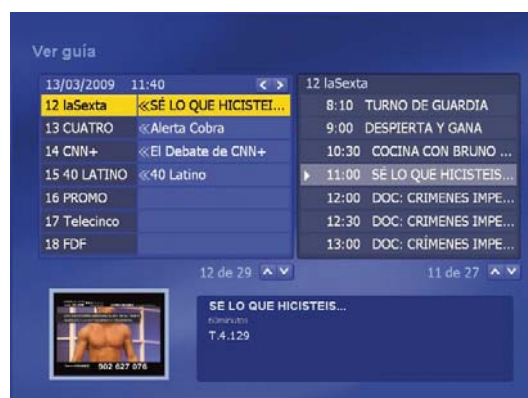 Ver guía
13/03/2009 11:40
12 laSexta «SÉ LO QUE HICISTEI...
13 CUATRO «Alerta Cobra
14 CNN+ «El Debate de CNN+
15 40 LATINO «40 Latino
16 PROMO
17 Telecinco
18 FDF
12 de 29
12 laSexta
8:10 TURNO DE GUARDIA
9:00 DESPIERTA Y GANA
10:30 COCINA CON BRUNO ...
11:00 SÉ LO QUE HICISTEIS...
12:00 DOC: CRIMENES IMPE...
12:30 DOC: CRIMENES IMPE...
13:00 DOC: CRÍMENES IMPE...
11 de 27
902 627 076
SÉ LO QUE HICISTEIS...
60minutos
T.4.129